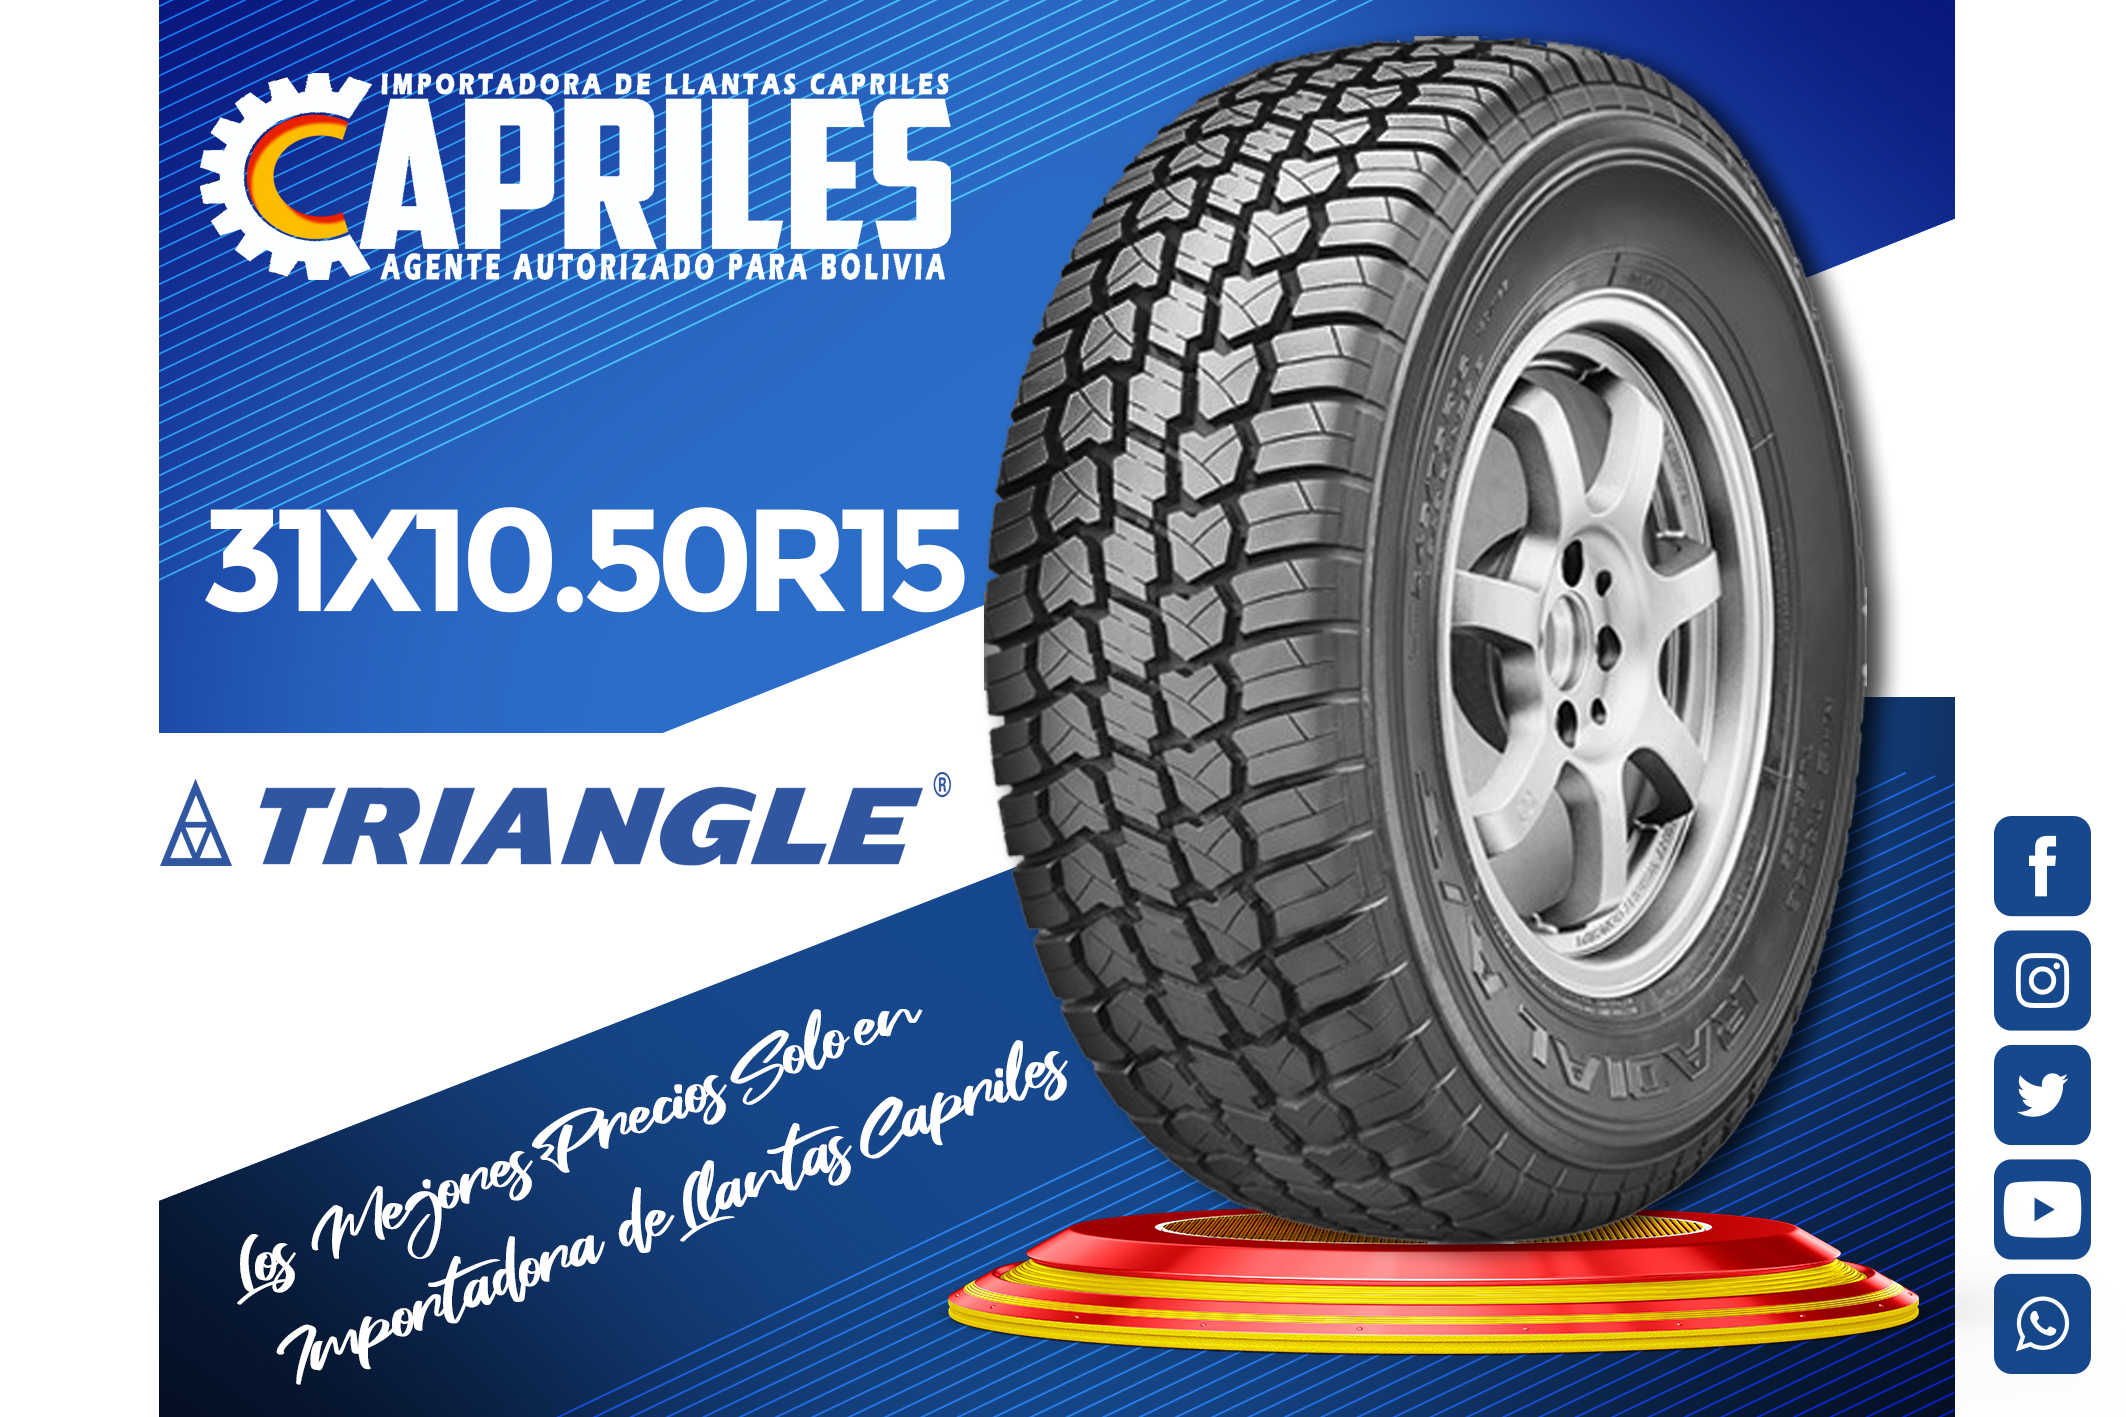 IMPORTADORA DE LLANTAS CAPRILES
CAPRILES
AGENTE AUTORIZADO PARA BOLIVIA
31X10.50R15
TRIANGLE®
Los Mejores Precios Solo en
Importadora de Llantas Capriles
RADIAL